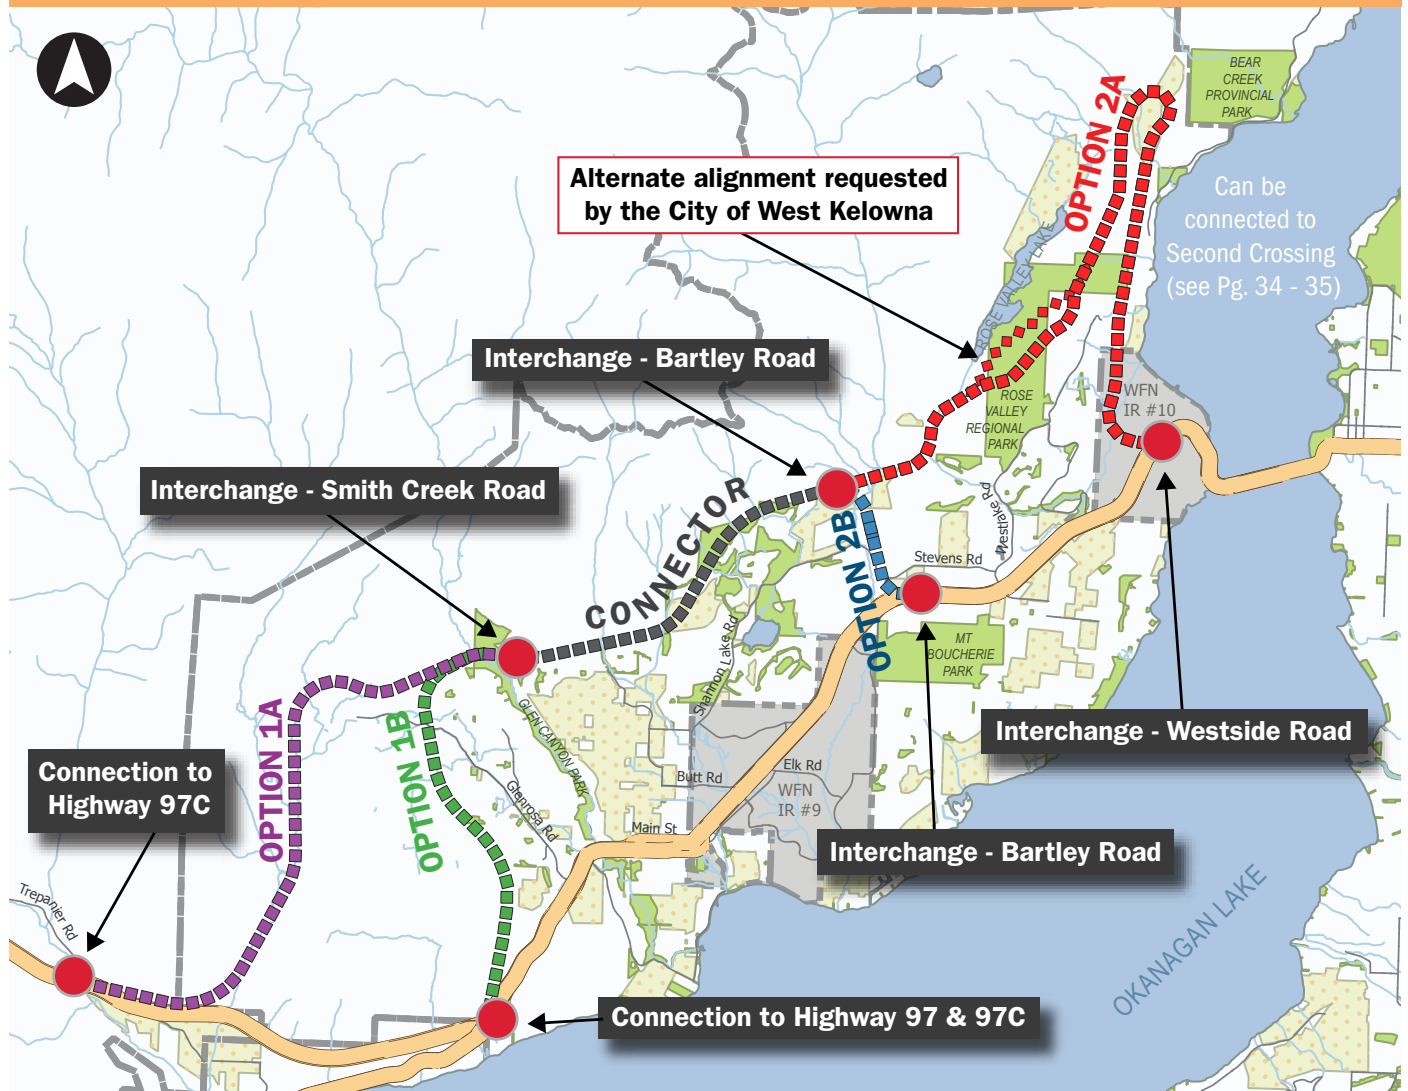 BEAR
CREEK
PROVINCIAL
PARK
OPTION 2A
Alternate alignment requested
by the City of West Kelowna
Can be
connected to
Second Crossing
(see Pg. 34 - 35)
ROSE VALLEY LAKE
Interchange - Bartley Road
ROSE
VALLEY
REGIONAL
PARK
WFN
IR #10
Interchange - Smith Creek Road
CONNECTOR
OPTION 2B
Westlake Rd
Stevens Rd
MT
BOUCHERIE
PARK
Shannon Lake Rd
OPTION 1A
OPTION 1B
GLEN CANYON PARK
Interchange - Westside Road
Connection to
Highway 97C
Glenrosa Rd
Butt Rd
Elk Rd
WFN
IR #9
Main St
Interchange - Bartley Road
Trepanier Rd
OKANAGAN LAKE
Connection to Highway 97 & 97C